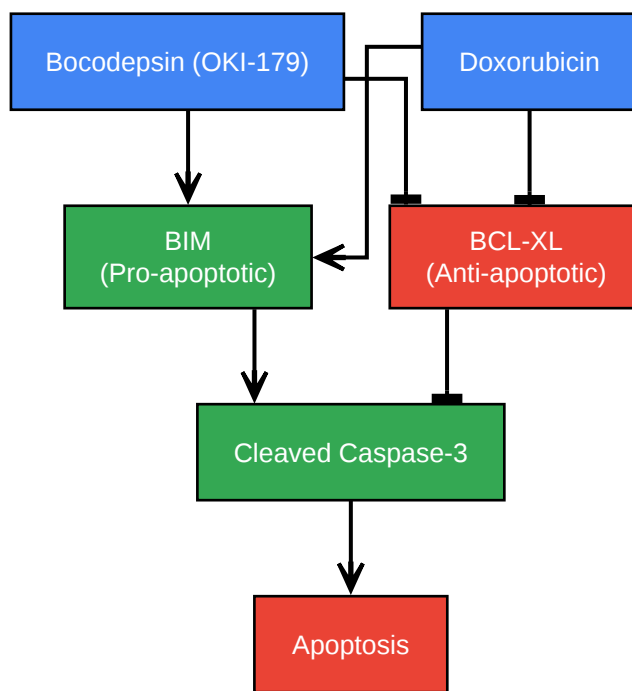 Bocodepsin (OKI-179)
Doxorubicin
BIM
(Pro-apoptotic)
BCL-XL
(Anti-apoptotic)
Cleaved Caspase-3
Apoptosis